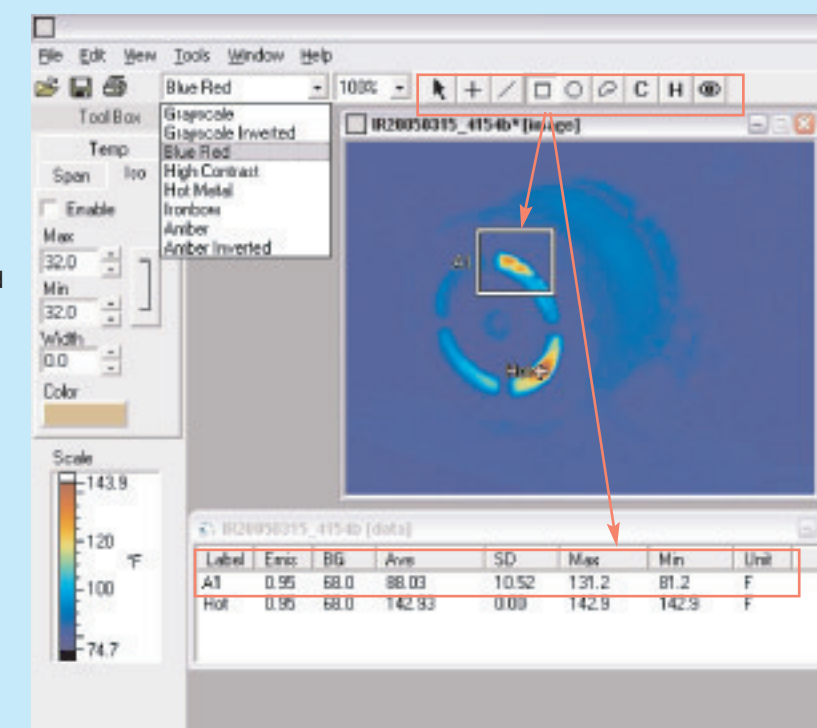 File Edit View Tools Window Help
Blue Red 100% C H
Tool Box
Temp
Span Iso
Enable
Max
32.0
Min
32.0
Width
0.0
Color
Grayscale
Grayscale Inverted
Blue Red
High Contrast
Hot Metal
Ironbow
Amber
Amber Inverted
IR20050315_4154b* [image]
A1
Hot
Scale
143.9
120
°F
100
74.7
IR20050315_4154b [data]
Label Emis BG Ave SD Max Min Unit
A1 0.95 68.0 88.03 10.52 131.2 81.2 F
Hot 0.95 68.0 142.93 0.00 142.9 142.9 F